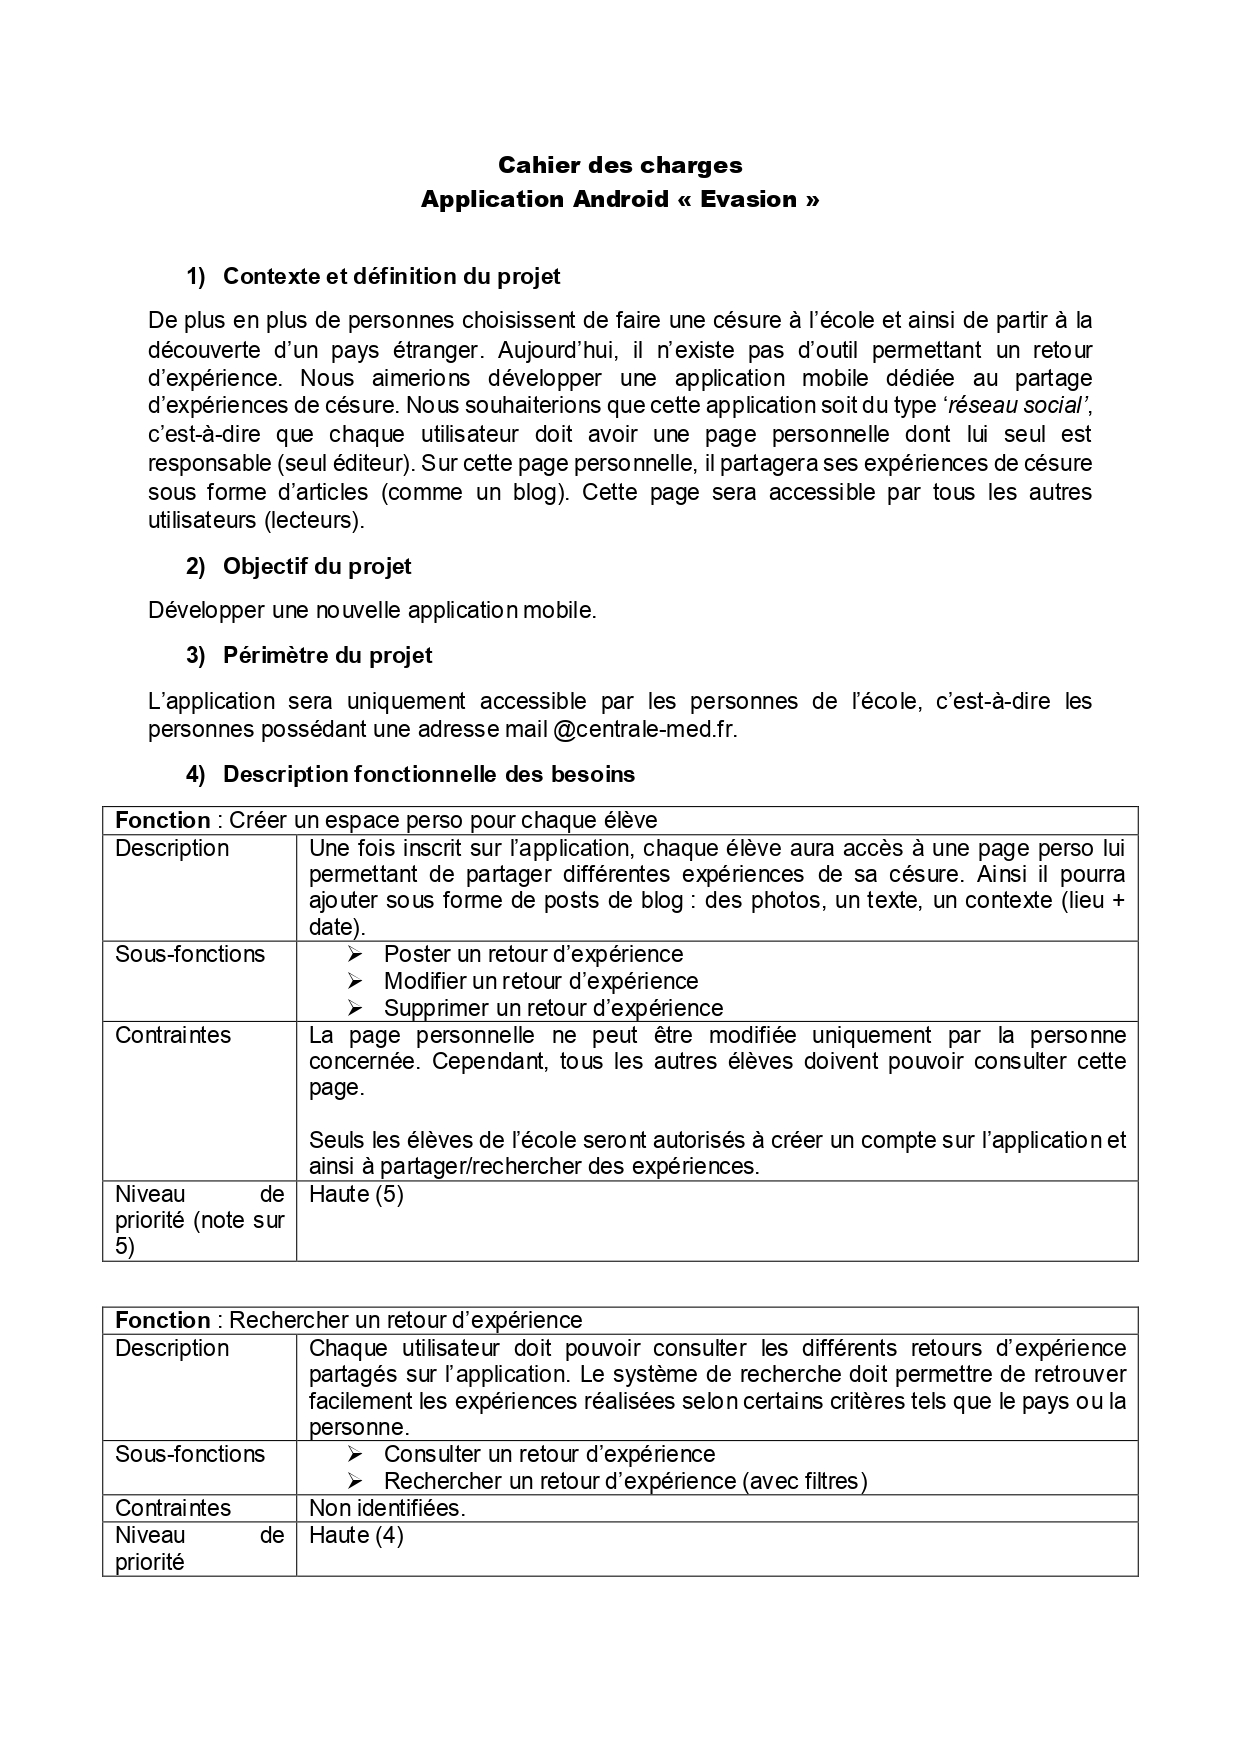 Cahier des charges
Application Android « Evasion »
1) Contexte et définition du projet
De plus en plus de personnes choisissent de faire une césure à l’école et ainsi de partir à la
découverte d’un pays étranger. Aujourd’hui, il n’existe pas d’outil permettant un retour
d’expérience. Nous aimerions développer une application mobile dédiée au partage
d’expériences de césure. Nous souhaiterions que cette application soit du type ‘réseau social’,
c’est-à-dire que chaque utilisateur doit avoir une page personnelle dont lui seul est
responsable (seul éditeur). Sur cette page personnelle, il partagera ses expériences de césure
sous forme d’articles (comme un blog). Cette page sera accessible par tous les autres
utilisateurs (lecteurs).
2) Objectif du projet
Développer une nouvelle application mobile.
3) Périmètre du projet
L’application sera uniquement accessible par les personnes de l’école, c’est-à-dire les
personnes possédant une adresse mail @centrale-med.fr.
4) Description fonctionnelle des besoins
Fonction : Créer un espace perso pour chaque élève
Description
Une fois inscrit sur l’application, chaque élève aura accès à une page perso lui
permettant de partager différentes expériences de sa césure. Ainsi il pourra
ajouter sous forme de posts de blog : des photos, un texte, un contexte (lieu +
date).
Sous-fonctions
➢ Poster un retour d’expérience
➢ Modifier un retour d’expérience
➢ Supprimer un retour d’expérience
Contraintes
La page personnelle ne peut être modifiée uniquement par la personne
concernée. Cependant, tous les autres élèves doivent pouvoir consulter cette
page.
Seuls les élèves de l’école seront autorisés à créer un compte sur l’application et
ainsi à partager/rechercher des expériences.
Niveau de
priorité (note sur
5)
Haute (5)
Fonction : Rechercher un retour d’expérience
Description
Chaque utilisateur doit pouvoir consulter les différents retours d’expérience
partagés sur l’application. Le système de recherche doit permettre de retrouver
facilement les expériences réalisées selon certains critères tels que le pays ou la
personne.
Sous-fonctions
➢ Consulter un retour d’expérience
➢ Rechercher un retour d’expérience (avec filtres)
Contraintes
Non identifiées.
Niveau de
priorité
Haute (4)